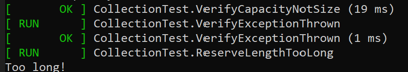 [       OK ] CollectionTest.VerifyCapacityNotSize (19 ms)
[ RUN      ] CollectionTest.VerifyExceptionThrown
[       OK ] CollectionTest.VerifyExceptionThrown (1 ms)
[ RUN      ] CollectionTest.ReserveLengthTooLong
Too long!